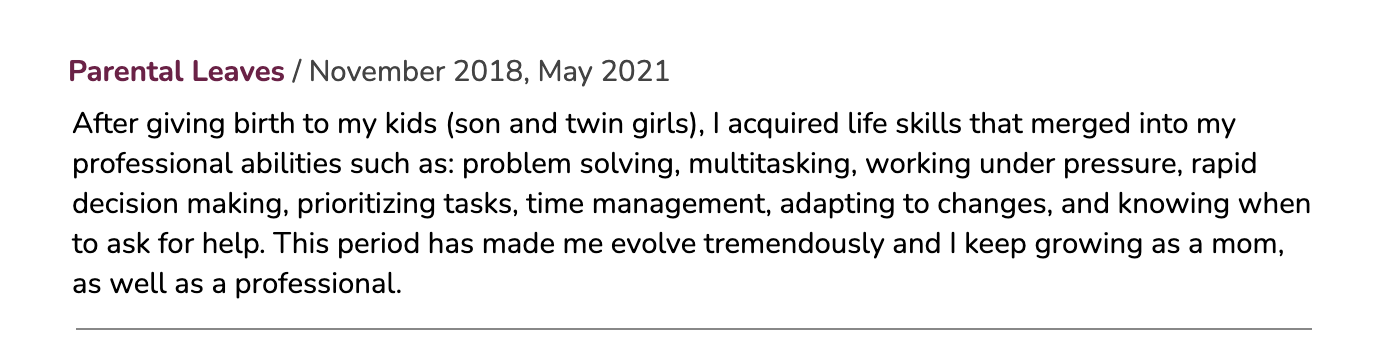 Parental Leaves / November 2018, May 2021
After giving birth to my kids (son and twin girls), I acquired life skills that merged into my
professional abilities such as: problem solving, multitasking, working under pressure, rapid
decision making, prioritizing tasks, time management, adapting to changes, and knowing when
to ask for help. This period has made me evolve tremendously and I keep growing as a mom,
as well as a professional.